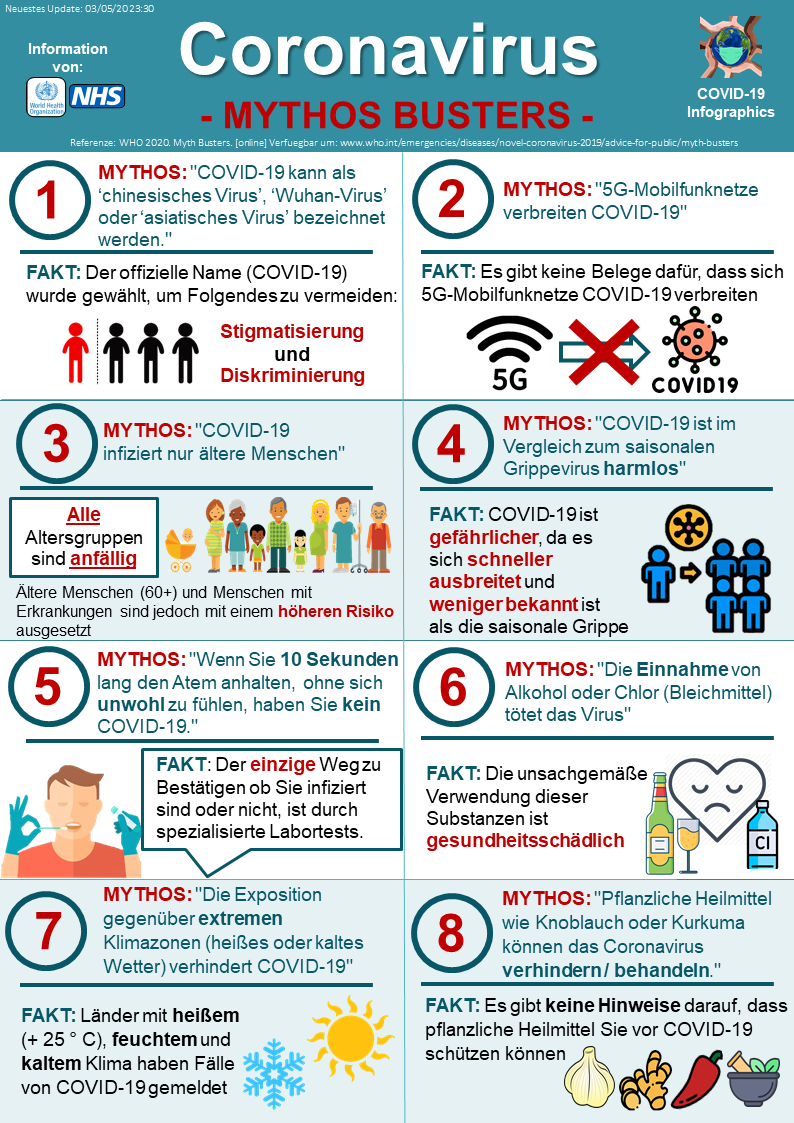 Neuestes Update: 03/05/2023:30
Information
von:
World Health
Organization
NHS
Coronavirus
- MYTHOS BUSTERS -
COVID-19
Infographics
Referenze: WHO 2020. Myth Busters. [online] Verfuegbar um: www.who.int/emergencies/diseases/novel-coronavirus-2019/advice-for-public/myth-busters
1
MYTHOS: "COVID-19 kann als
‘chinesisches Virus’, ‘Wuhan-Virus’
oder ‘asiatisches Virus’ bezeichnet
werden."
FAKT: Der offizielle Name (COVID-19)
wurde gewählt, um Folgendes zu vermeiden:
Stigmatisierung
und
Diskriminierung
2
MYTHOS: "5G-Mobilfunknetze
verbreiten COVID-19"
FAKT: Es gibt keine Belege dafür, dass sich
5G-Mobilfunknetze COVID-19 verbreiten
5G
COVID19
3
MYTHOS: "COVID-19
infiziert nur ältere Menschen"
Alle
Altersgruppen
sind anfällig
Ältere Menschen (60+) und Menschen mit
Erkrankungen sind jedoch mit einem höheren Risiko
ausgesetzt
4
MYTHOS: "COVID-19 ist im
Vergleich zum saisonalen
Grippevirus harmlos"
FAKT: COVID-19 ist
gefährlicher, da es
sich schneller
ausbreitet und
weniger bekannt ist
als die saisonale Grippe
5
MYTHOS: "Wenn Sie 10 Sekunden
lang den Atem anhalten, ohne sich
unwohl zu fühlen, haben Sie kein
COVID-19."
FAKT: Der einzige Weg zu
Bestätigen ob Sie infiziert
sind oder nicht, ist durch
spezialisierte Labortests.
6
MYTHOS: "Die Einnahme von
Alkohol oder Chlor (Bleichmittel)
tötet das Virus"
FAKT: Die unsachgemäße
Verwendung dieser
Substanzen ist
gesundheitsschädlich
Cl
7
MYTHOS: "Die Exposition
gegenüber extremen
Klimazonen (heißes oder kaltes
Wetter) verhindert COVID-19"
FAKT: Länder mit heißem
(+ 25 ° C), feuchtem und
kaltem Klima haben Fälle
von COVID-19 gemeldet
8
MYTHOS: "Pflanzliche Heilmittel
wie Knoblauch oder Kurkuma
können das Coronavirus
verhindern / behandeln."
FAKT: Es gibt keine Hinweise darauf, dass
pflanzliche Heilmittel Sie vor COVID-19
schützen können